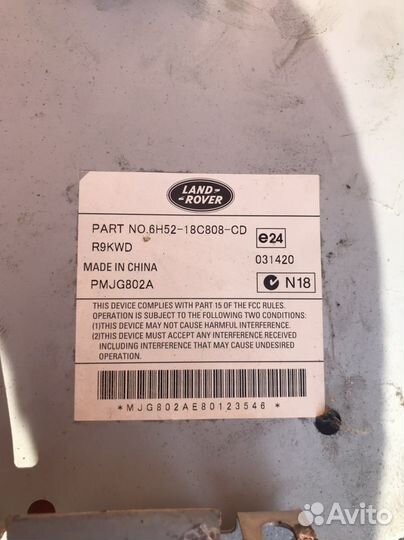 LAND-
ROVER
PART NO.6H52-18C808-CD
R9KWD
e24
031420
MADE IN CHINA
PMJG802A
N18
THIS DEVICE COMPLIES WITH PART 15 OF THE FCC RULES.
OPERATION IS SUBJECT TO THE FOLLOWING TWO CONDITIONS:
(1)THIS DEVICE MAY NOT CAUSE HARMFUL INTERFERENCE.
(2)THIS DEVICE MUST ACCEPT ANY INTERFERENCE RECEIVED
INCLUDING INTERFERENCE THAT MAY CAUSE UNDESIRED
OPERATION.
*MJG802AE80123546*
Avito